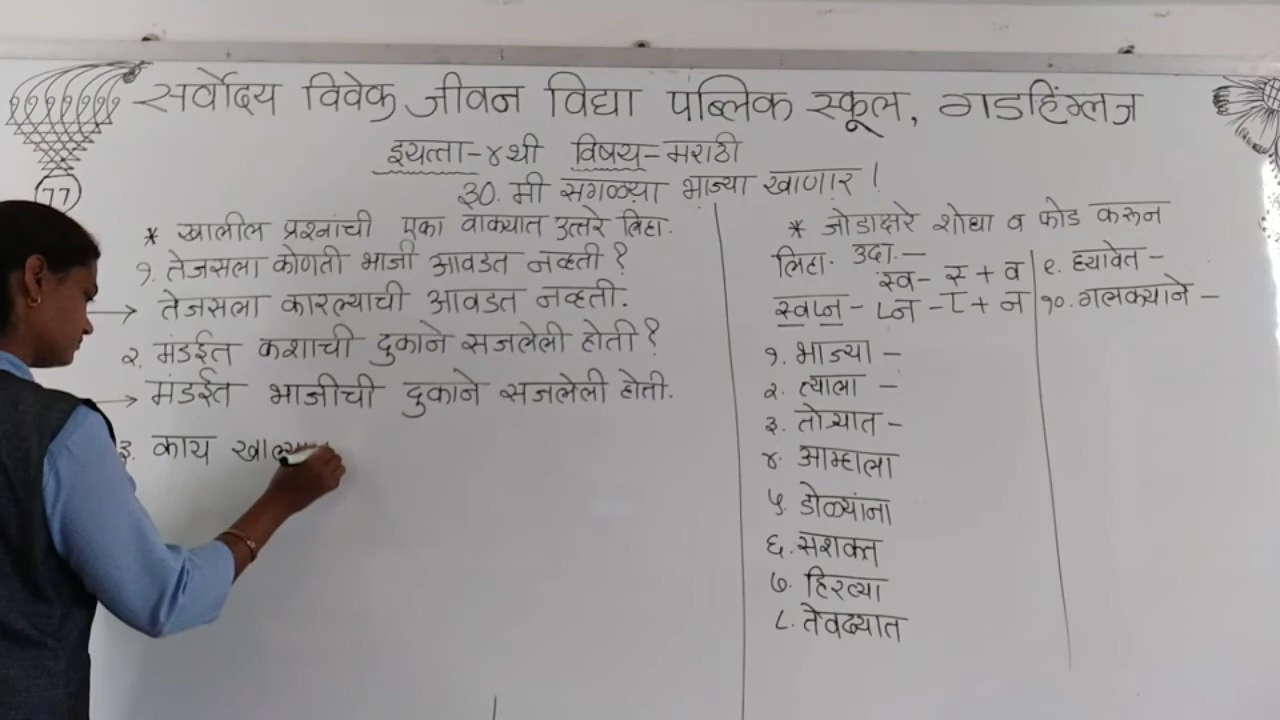 सर्वोदय विवेक जीवन विद्या पब्लिक स्कूल, गडहिंग्लज
इयत्ता-४थी विषय-मराठी
३०. मी सगळ्या भाज्या खाणार!
77
* खालील प्रश्नांची एका वाक्यात उत्तरे लिहा.
१. तेजसला कोणती भाजी आवडत नव्हती?
→ तेजसला कारल्याची आवडत नव्हती.
२. मंडईत कशाची दुकाने सजलेली होती?
→ मंडईत भाजीची दुकाने सजलेली होती.
३. काय
* जोडाक्षरे शोधा व फोड करून
लिहा. उदा.-
स्व - स् + व
स्वप्न - प्न - प् + न
१. भाज्या -
२. त्याला -
३. तोऱ्यात -
४. आम्हाला
५. डोळ्यांना
६. सशक्त
७. हिरव्या
८. तेवढ्यात
९. घ्यावेत -
१०. गलक्याने -